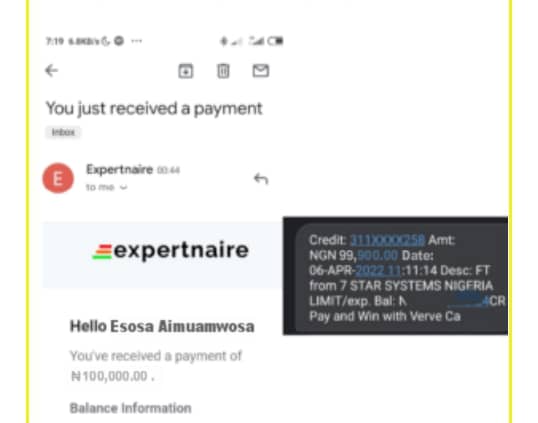 7:19
You just received a payment
Inbox
E
Expertnaire 00:44
to me
expertnaire
Hello Esosa Aimuamwosa
You've received a payment of
₦100,000.00 .
Balance Information
Credit: 311XXXX258 Amt:
NGN 99,900.00 Date:
06-APR-2022 11:11:14 Desc: FT
from 7 STAR SYSTEMS NIGERIA
LIMIT/exp. Bal: N CR
Pay and Win with Verve Ca